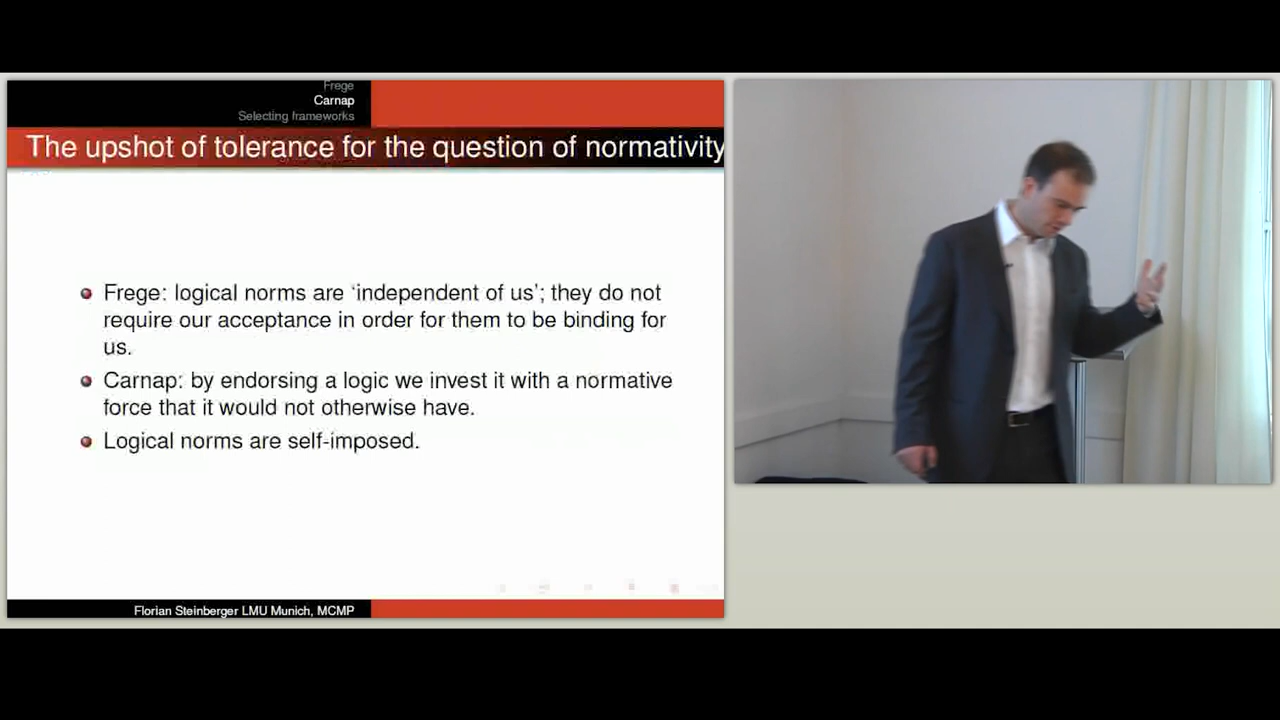 Frege
Carnap
Selecting frameworks
The upshot of tolerance for the question of normativity
Frege: logical norms are ‘independent of us’; they do not
require our acceptance in order for them to be binding for
us.
Carnap: by endorsing a logic we invest it with a normative
force that it would not otherwise have.
Logical norms are self-imposed.
Florian Steinberger LMU Munich, MCMP